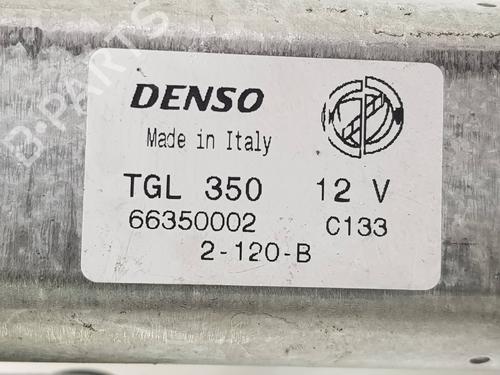 B-PARTS
DENSO
Made in Italy
TGL 350 12 V
66350002 C133
2-120-B